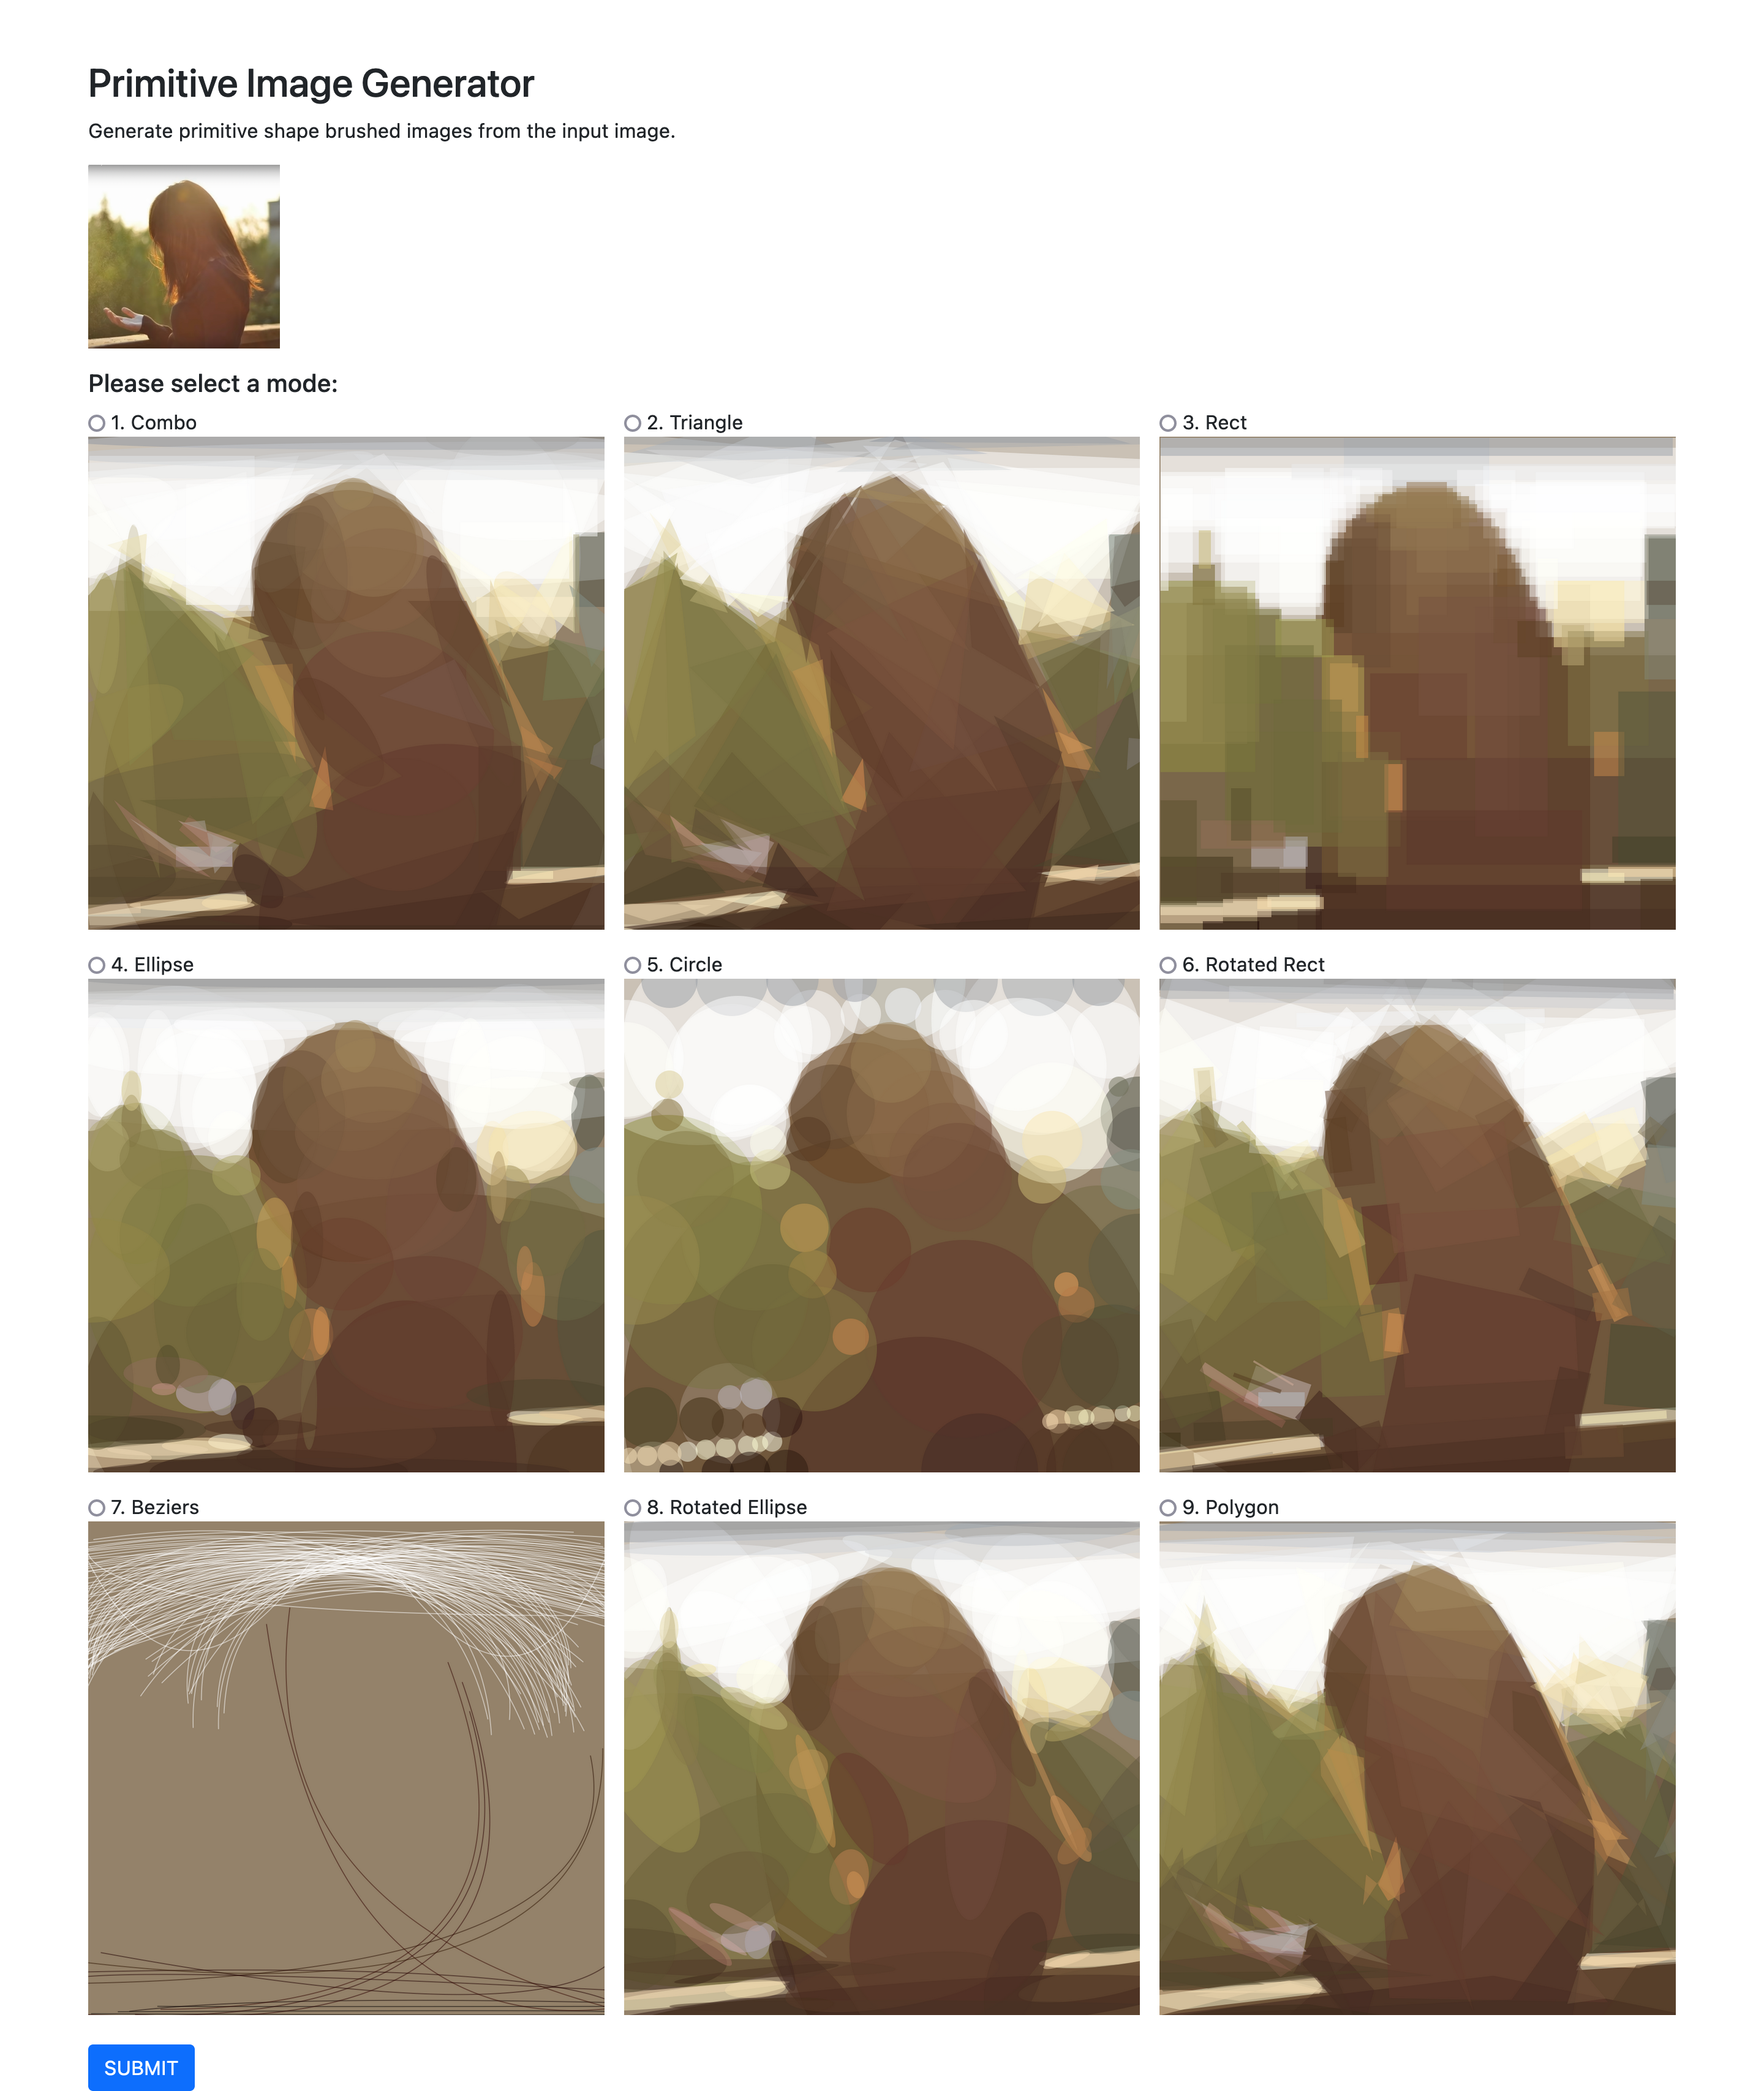 Primitive Image Generator
Generate primitive shape brushed images from the input image.
Please select a mode:
1. Combo
2. Triangle
3. Rect
4. Ellipse
5. Circle
6. Rotated Rect
7. Beziers
8. Rotated Ellipse
9. Polygon
SUBMIT